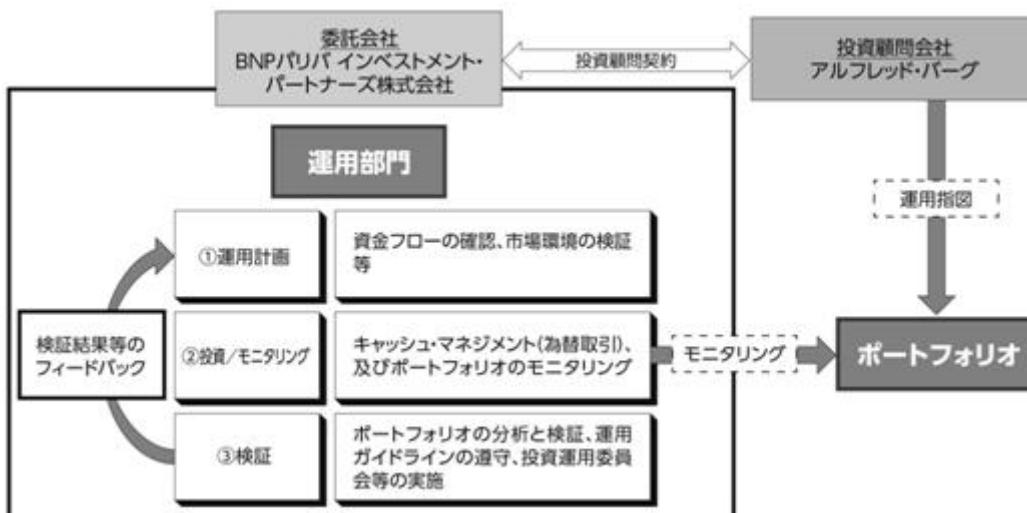 委託会社
BNPパリバ インベストメント・
パートナーズ株式会社
投資顧問契約
投資顧問会社
アルフレッド・バーグ
運用部門
運用指図
①運用計画
資金フローの確認、市場環境の検証
等
検証結果等の
フィードバック
②投資/モニタリング
キャッシュ・マネジメント(為替取引)、
及びポートフォリオのモニタリング
モニタリング
ポートフォリオ
③検証
ポートフォリオの分析と検証、運用
ガイドラインの遵守、投資運用委員
会等の実施